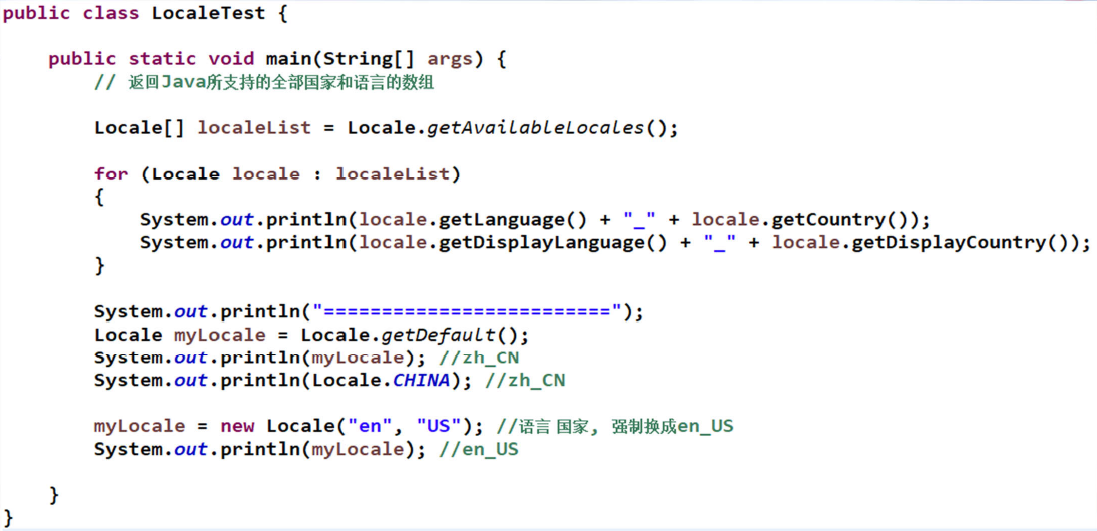 public class LocaleTest {
public static void main(String[] args) {
// 返回Java所支持的全部国家和语言的数组
Locale[] localeList = Locale.getAvailableLocales();
for (Locale locale : localeList)
{
System.out.println(locale.getLanguage() + "_" + locale.getCountry());
System.out.println(locale.getDisplayLanguage() + "_" + locale.getDisplayCountry());
}
System.out.println("=========================");
Locale myLocale = Locale.getDefault();
System.out.println(myLocale); //zh_CN
System.out.println(Locale.CHINA); //zh_CN
myLocale = new Locale("en", "US"); //语言 国家, 强制换成en_US
System.out.println(myLocale); //en_US
}
}